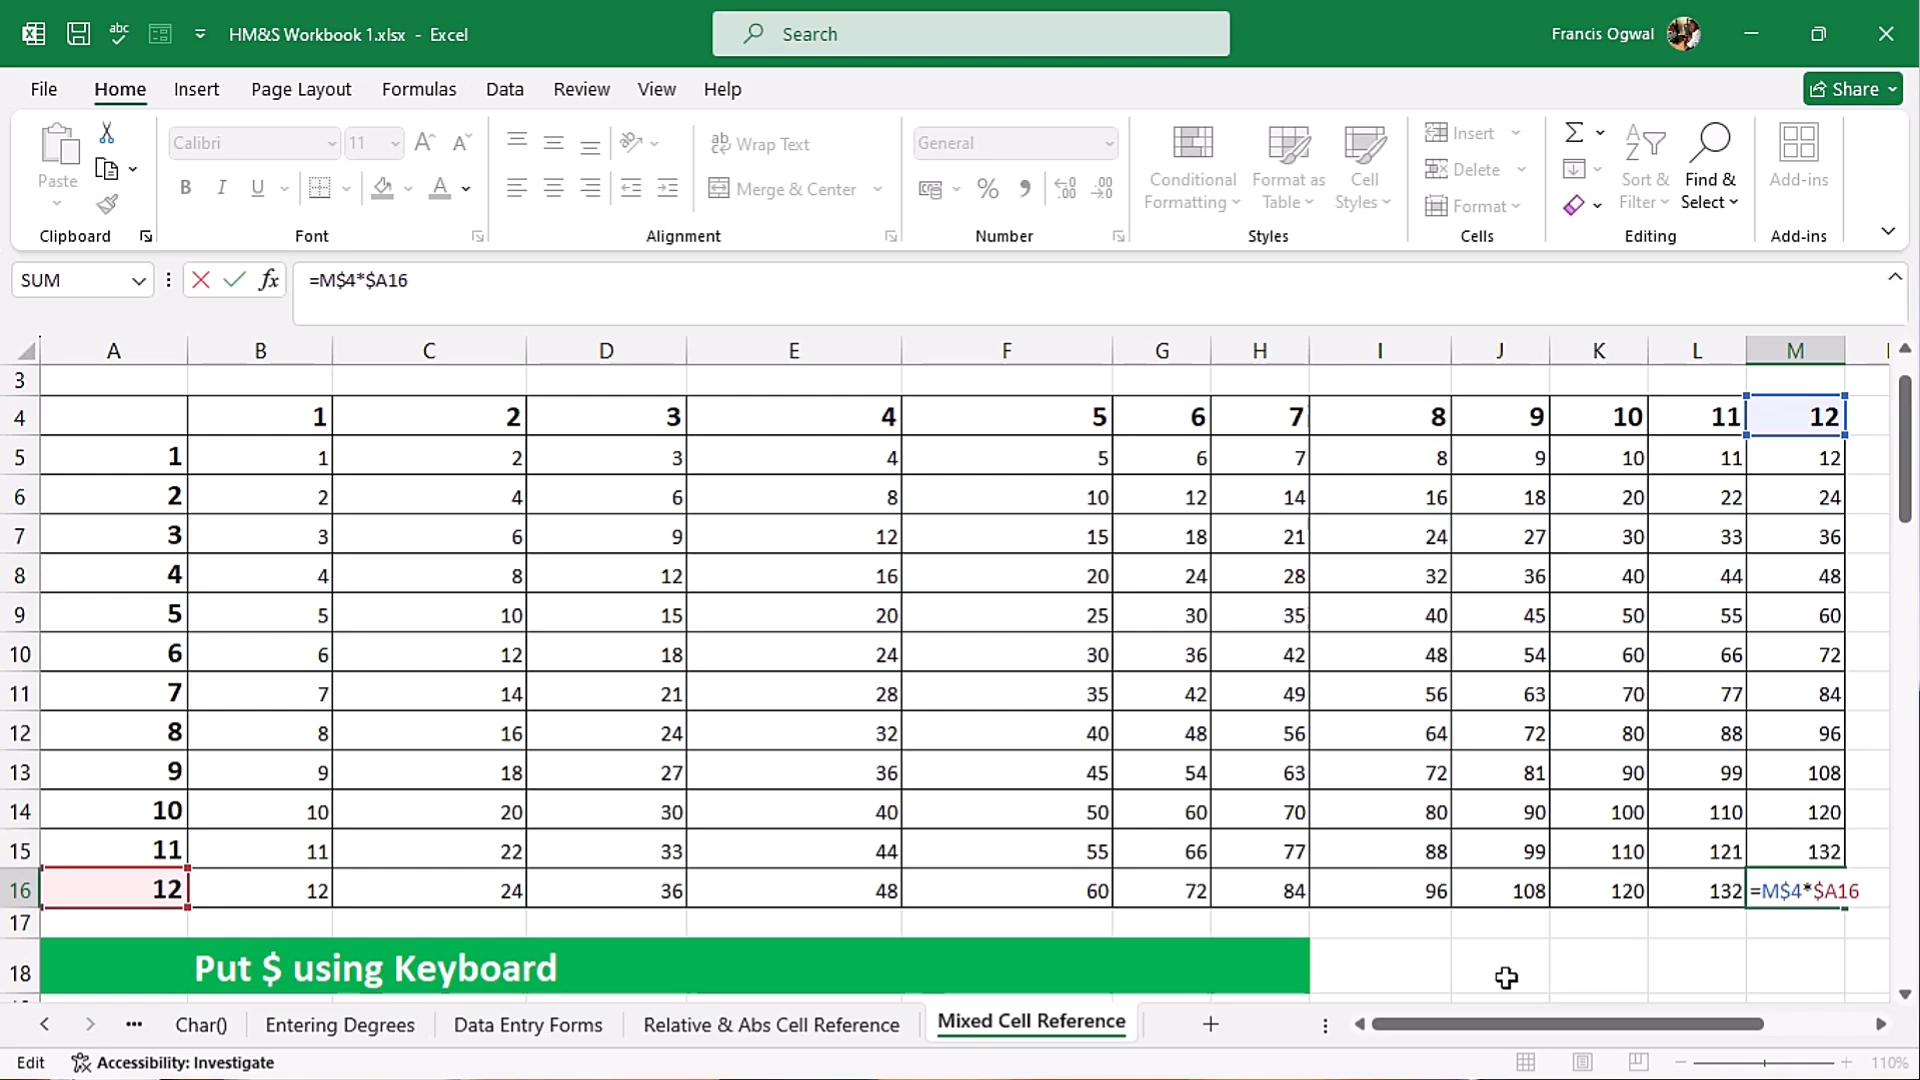 abc
HM&S Workbook 1.xlsx - Excel
Search
Francis Ogwal
File Home Insert Page Layout Formulas Data Review View Help
Share
Paste
Calibri 11
B I U
ab Wrap Text
Merge & Center
General
Conditional Formatting
Format as Table
Cell Styles
Insert
Delete
Format
Sort & Filter
Find & Select
Add-ins
Clipboard Font Alignment Number Styles Cells Editing Add-ins
SUM fx =M$4*$A16
A B C D E F G H I J K L M
3
4 1 2 3 4 5 6 7 8 9 10 11 12
5 1 1 2 3 4 5 6 7 8 9 10 11 12
6 2 2 4 6 8 10 12 14 16 18 20 22 24
7 3 3 6 9 12 15 18 21 24 27 30 33 36
8 4 4 8 12 16 20 24 28 32 36 40 44 48
9 5 5 10 15 20 25 30 35 40 45 50 55 60
10 6 6 12 18 24 30 36 42 48 54 60 66 72
11 7 7 14 21 28 35 42 49 56 63 70 77 84
12 8 8 16 24 32 40 48 56 64 72 80 88 96
13 9 9 18 27 36 45 54 63 72 81 90 99 108
14 10 10 20 30 40 50 60 70 80 90 100 110 120
15 11 11 22 33 44 55 66 77 88 99 110 121 132
16 12 12 24 36 48 60 72 84 96 108 120 132 =M$4*$A16
17
18 Put $ using Keyboard
Char() Entering Degrees Data Entry Forms Relative & Abs Cell Reference Mixed Cell Reference
Edit Accessibility: Investigate 110%